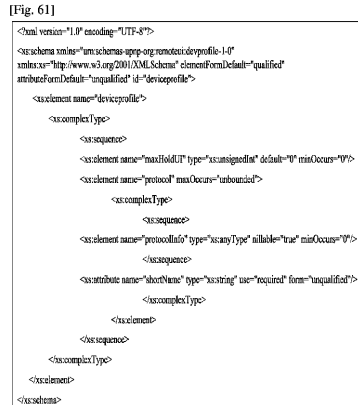 [Fig. 61]
<?xml version="1.0" encoding="UTF-8"?>
<xs:schema xmlns="urn:schemas-upnp-org:remoteui:devprofile-1-0"
xmlns:xs="http://www.w3.org/2001/XMLSchema" elementFormDefault="qualified"
attributeFormDefault="unqualified" id="deviceprofile">
<xs:element name="deviceprofile">
<xs:complexType>
<xs:sequence>
<xs:element name="maxHoldUI" type="xs:unsignedInt" default="0" minOccurs="0"/>
<xs:element name="protocol" maxOccurs="unbounded">
<xs:complexType>
<xs:sequence>
<xs:element name="protocolInfo" type="xs:anyType" nillable="true" minOccurs="0"/>
</xs:sequence>
<xs:attribute name="shortName" type="xs:string" use="required" form="unqualified"/>
</xs:complexType>
</xs:element>
</xs:sequence>
</xs:complexType>
</xs:element>
</xs:schema>